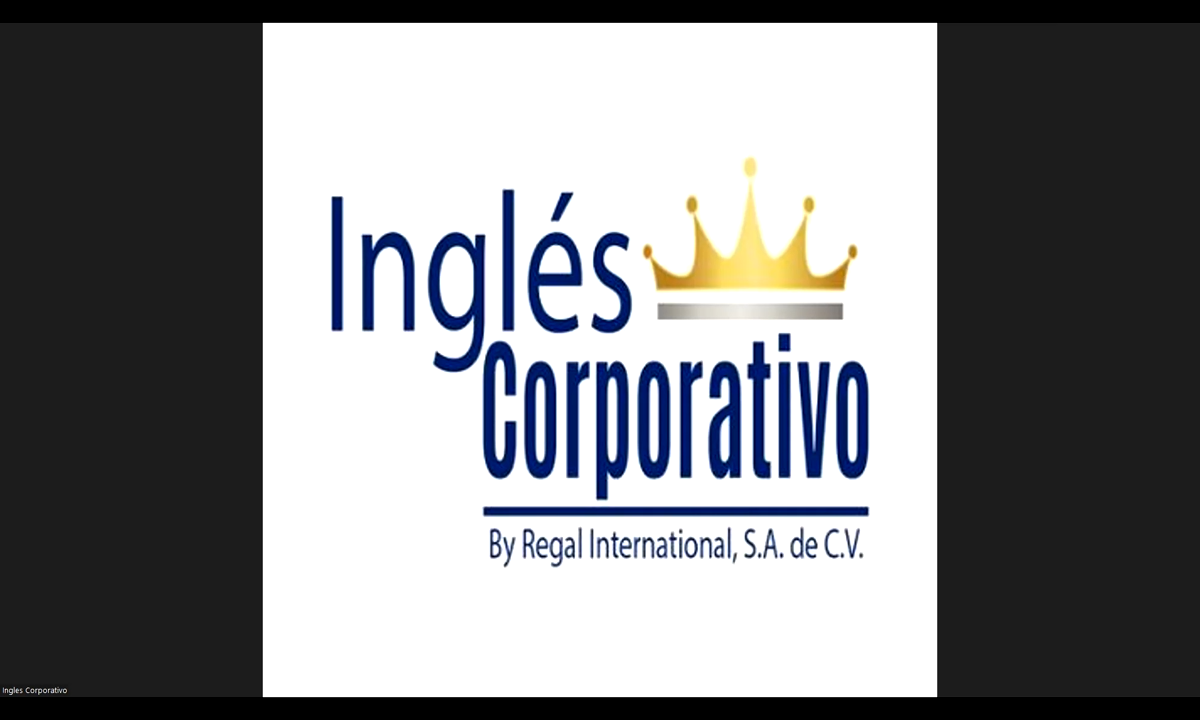 Inglés
Corporativo
By Regal International, S.A. de C.V.
Ingles Corporativo